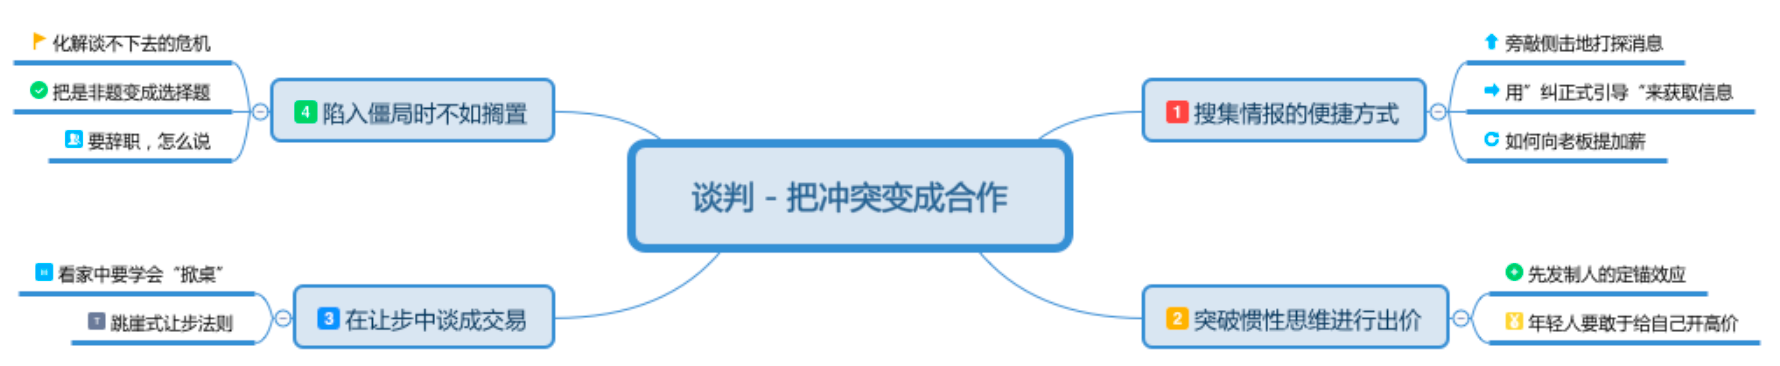 谈判 - 把冲突变成合作
1 搜集情报的便捷方式
旁敲侧击地打探消息
用”纠正式引导“来获取信息
如何向老板提加薪
2 突破惯性思维进行出价
先发制人的定锚效应
年轻人要敢于给自己开高价
3 在让步中谈成交易
看家中要学会“掀桌”
跳崖式让步法则
4 陷入僵局时不如搁置
化解谈不下去的危机
把是非题变成选择题
要辞职，怎么说